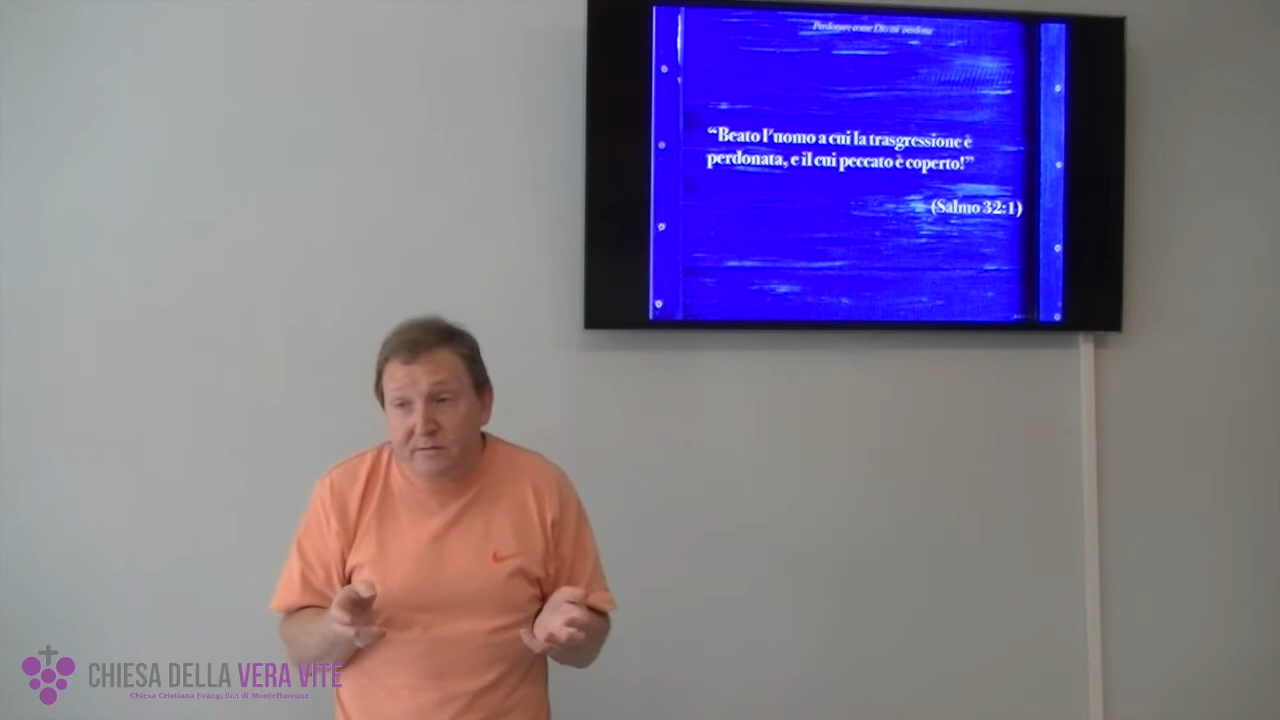 Perdonare come Dio mi perdona
“Beato l'uomo a cui la trasgressione è
perdonata, e il cui peccato è coperto!”
(Salmo 32:1)
CHIESA DELLA VERA VITE
Chiesa Cristiana Evangelica di Montefiascone